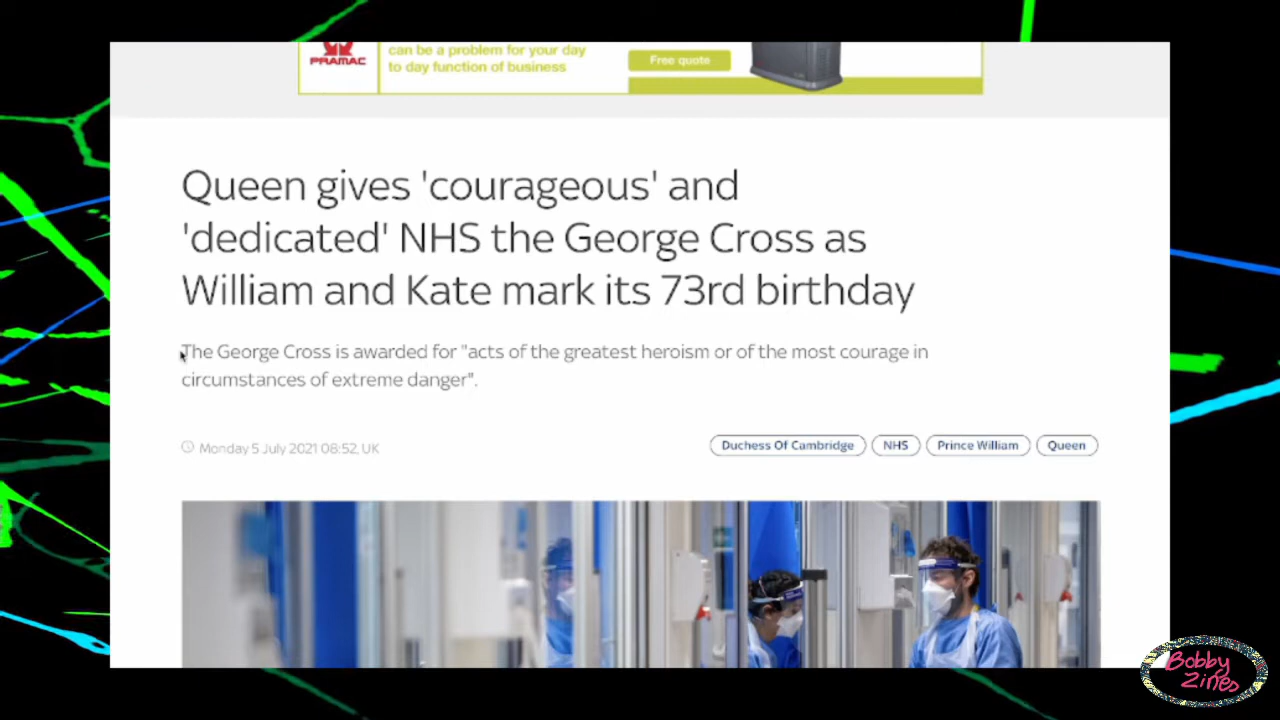 PRAMAC
can be a problem for your day
to day function of business
Free quote
Queen gives 'courageous' and
'dedicated' NHS the George Cross as
William and Kate mark its 73rd birthday
The George Cross is awarded for "acts of the greatest heroism or of the most courage in
circumstances of extreme danger".
Monday 5 July 2021 08:52, UK
Duchess Of Cambridge
NHS
Prince William
Queen
Bobby
Zines